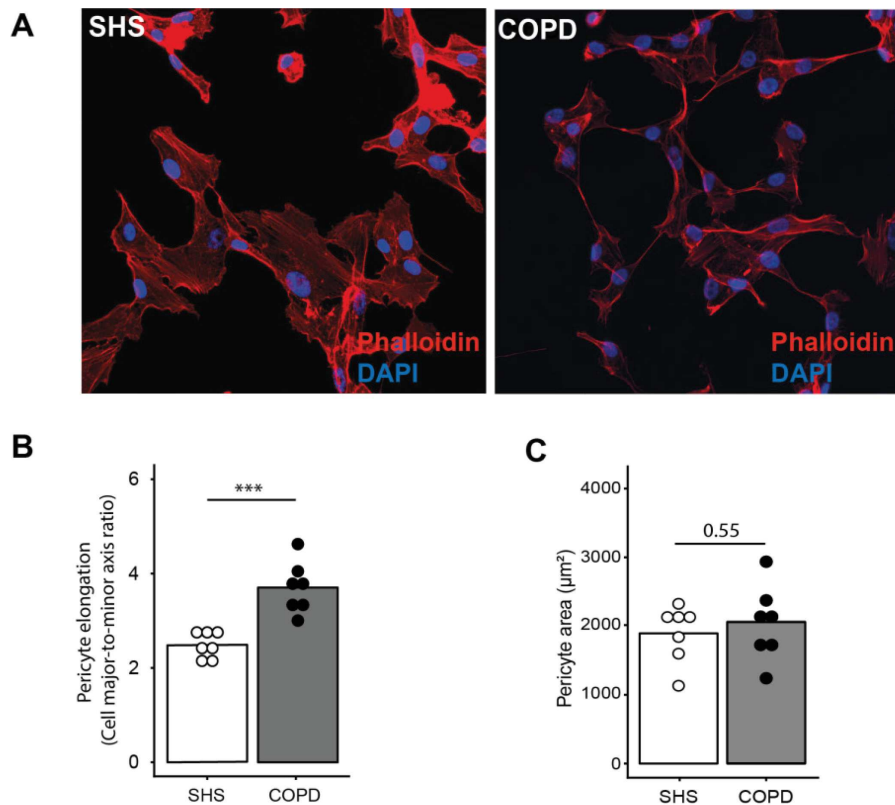 A
SHS
Phalloidin
DAPI
COPD
Phalloidin
DAPI
B
Pericyte elongation
(Cell major-to-minor axis ratio)
6
4
2
0
***
SHS
COPD
C
Pericyte area (µm²)
4000
3000
2000
1000
0
0.55
SHS
COPD